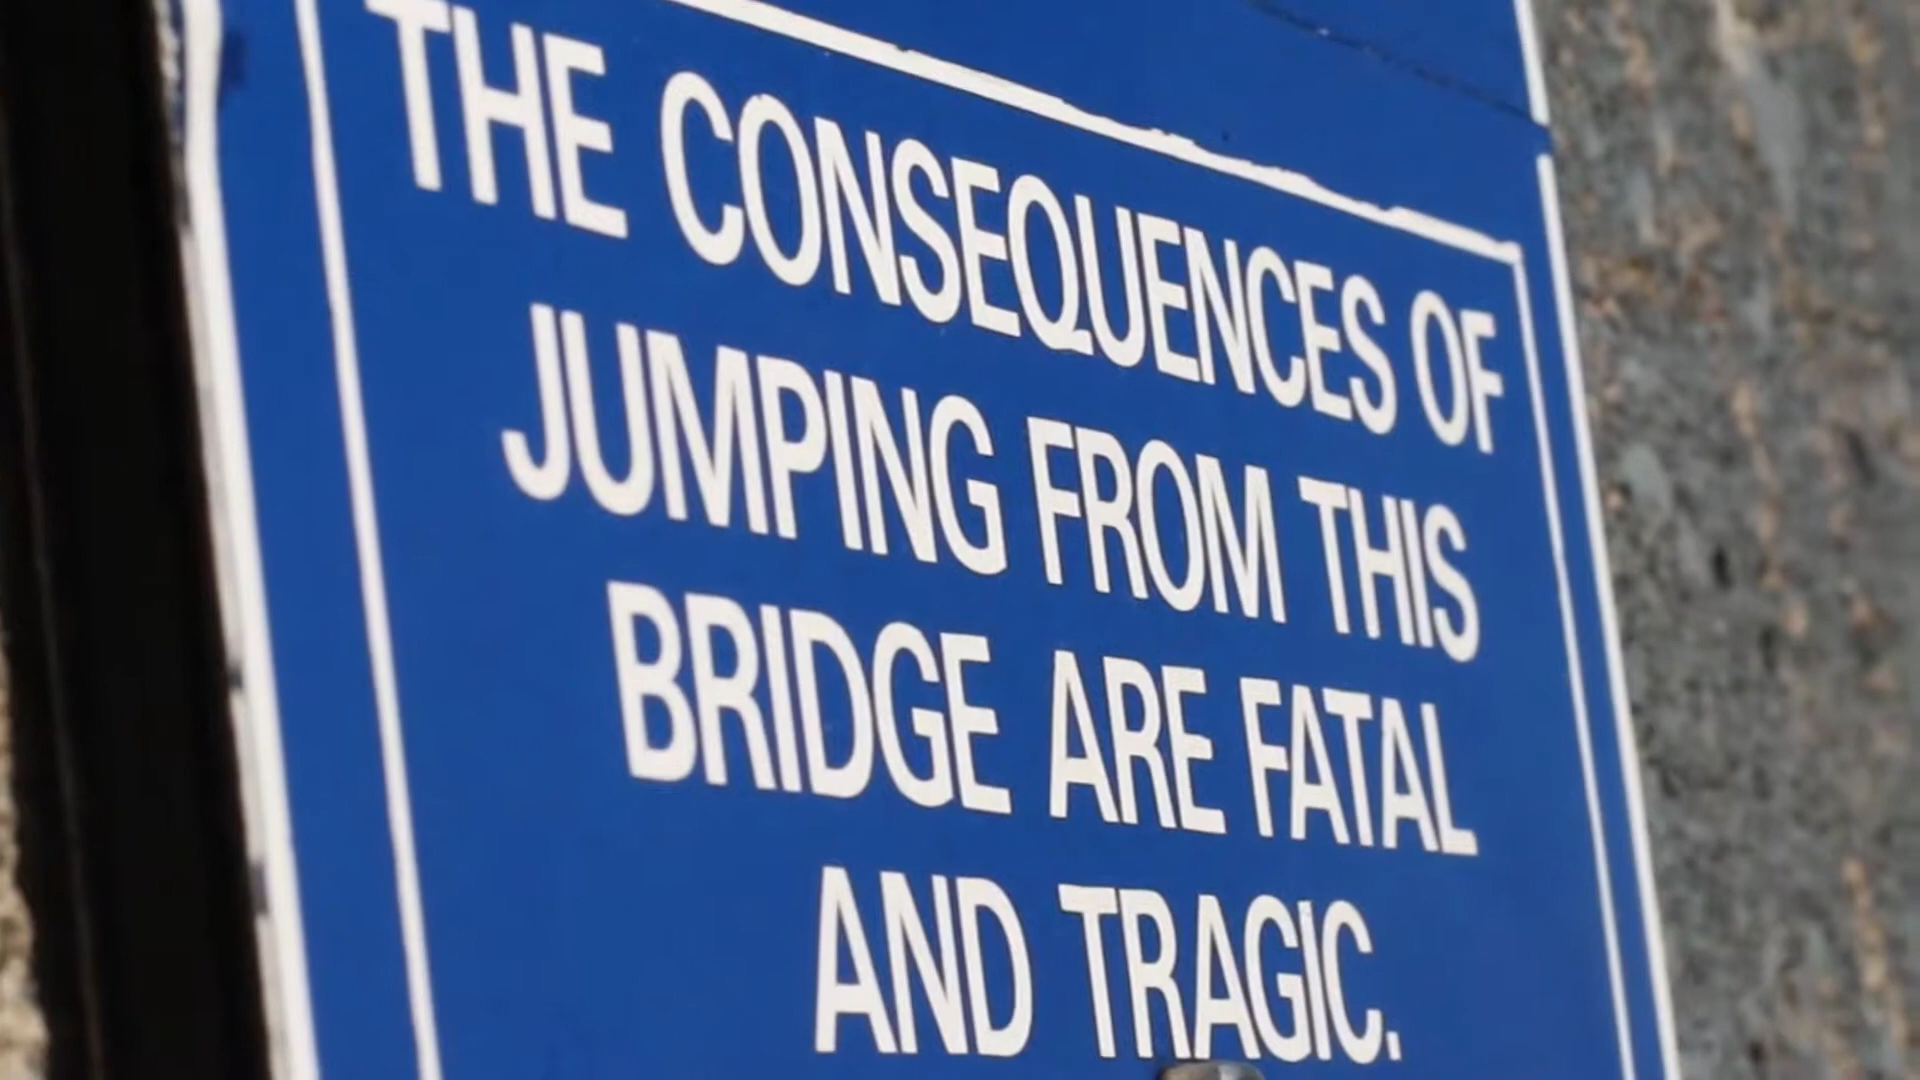 THE CONSEQUENCES OF
JUMPING FROM THIS
BRIDGE ARE FATAL
AND TRAGIC.